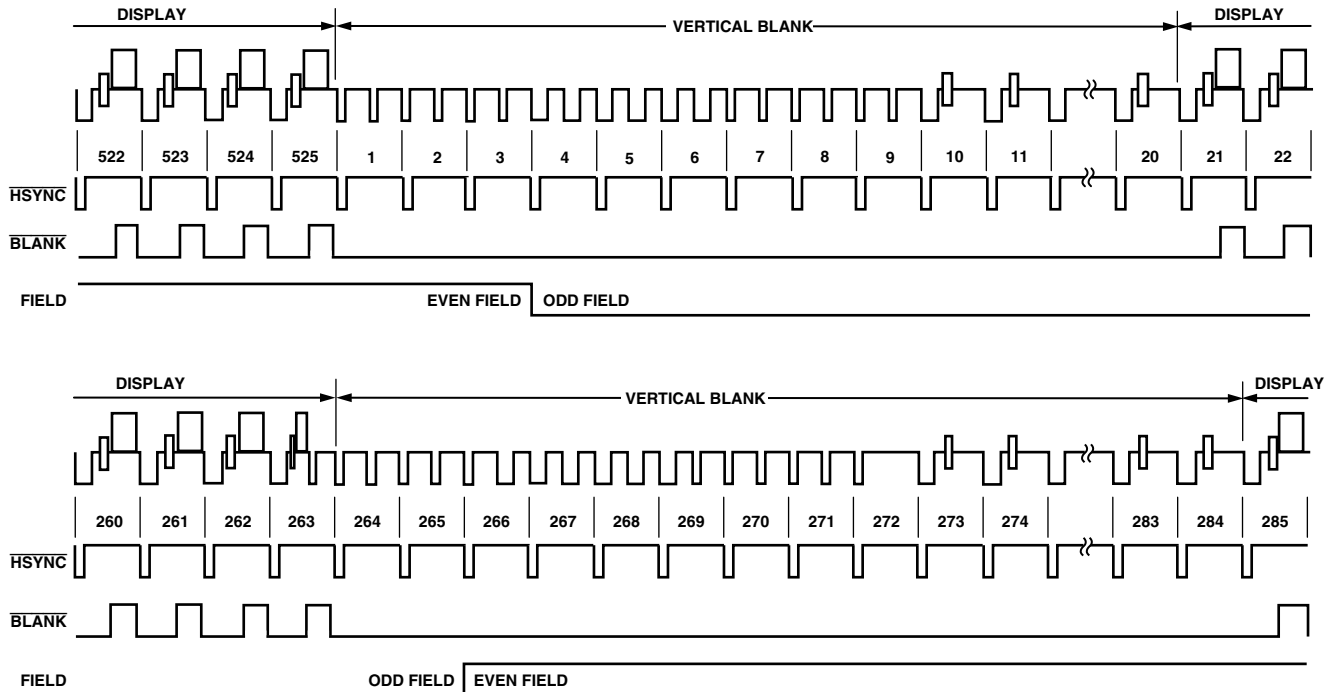 DISPLAY VERTICAL BLANK DISPLAY
522 523 524 525 1 2 3 4 5 6 7 8 9 10 11 20 21 22
HSYNC
BLANK
FIELD EVEN FIELD ODD FIELD
DISPLAY VERTICAL BLANK DISPLAY
260 261 262 263 264 265 266 267 268 269 270 271 272 273 274 283 284 285
HSYNC
BLANK
FIELD ODD FIELD EVEN FIELD